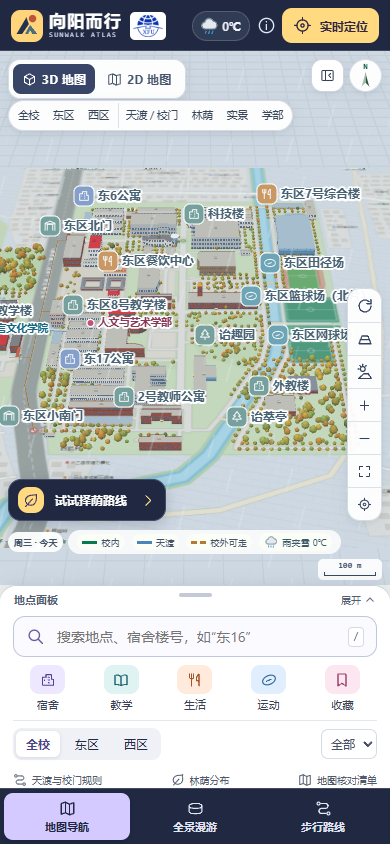 向阳而行
SUNWALK ATLAS
XFU
0℃
实时定位
3D 地图
2D 地图
N
全校
东区
西区
天渡 / 校门
林荫
实景
学部
东6公寓
东区7号综合楼
科技楼
东区北门
东区餐饮中心
东区田径场
东区篮球场（北
东区8号教学楼
教学楼
人文与艺术学部
言文化学院
诒趣园
东区网球场
东17公寓
外教楼
2号教师公寓
东区小南门
诒萃亭
试试择荫路线
周三 · 今天
校内
天渡
校外可走
雨夹雪 0℃
100 m
地点面板
展开
搜索地点、宿舍楼号，如“东16”
/
宿舍
教学
生活
运动
收藏
全校
东区
西区
全部
天渡与校门规则
林荫分布
地图核对清单
地图导航
全景漫游
步行路线